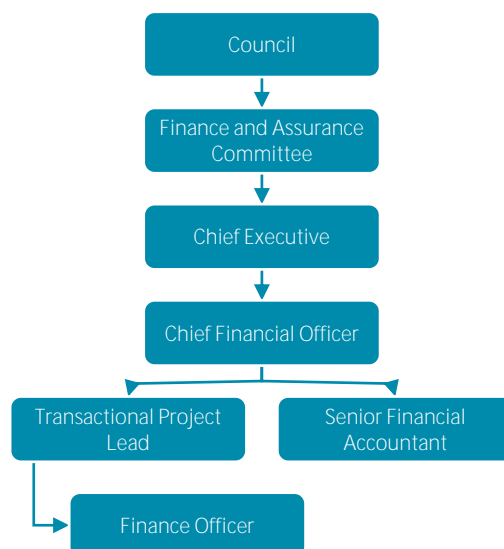 Council
Finance and Assurance
Committee
Chief Executive
Chief Financial Officer
Transactional Project
Lead
Senior Financial
Accountant
Finance Officer